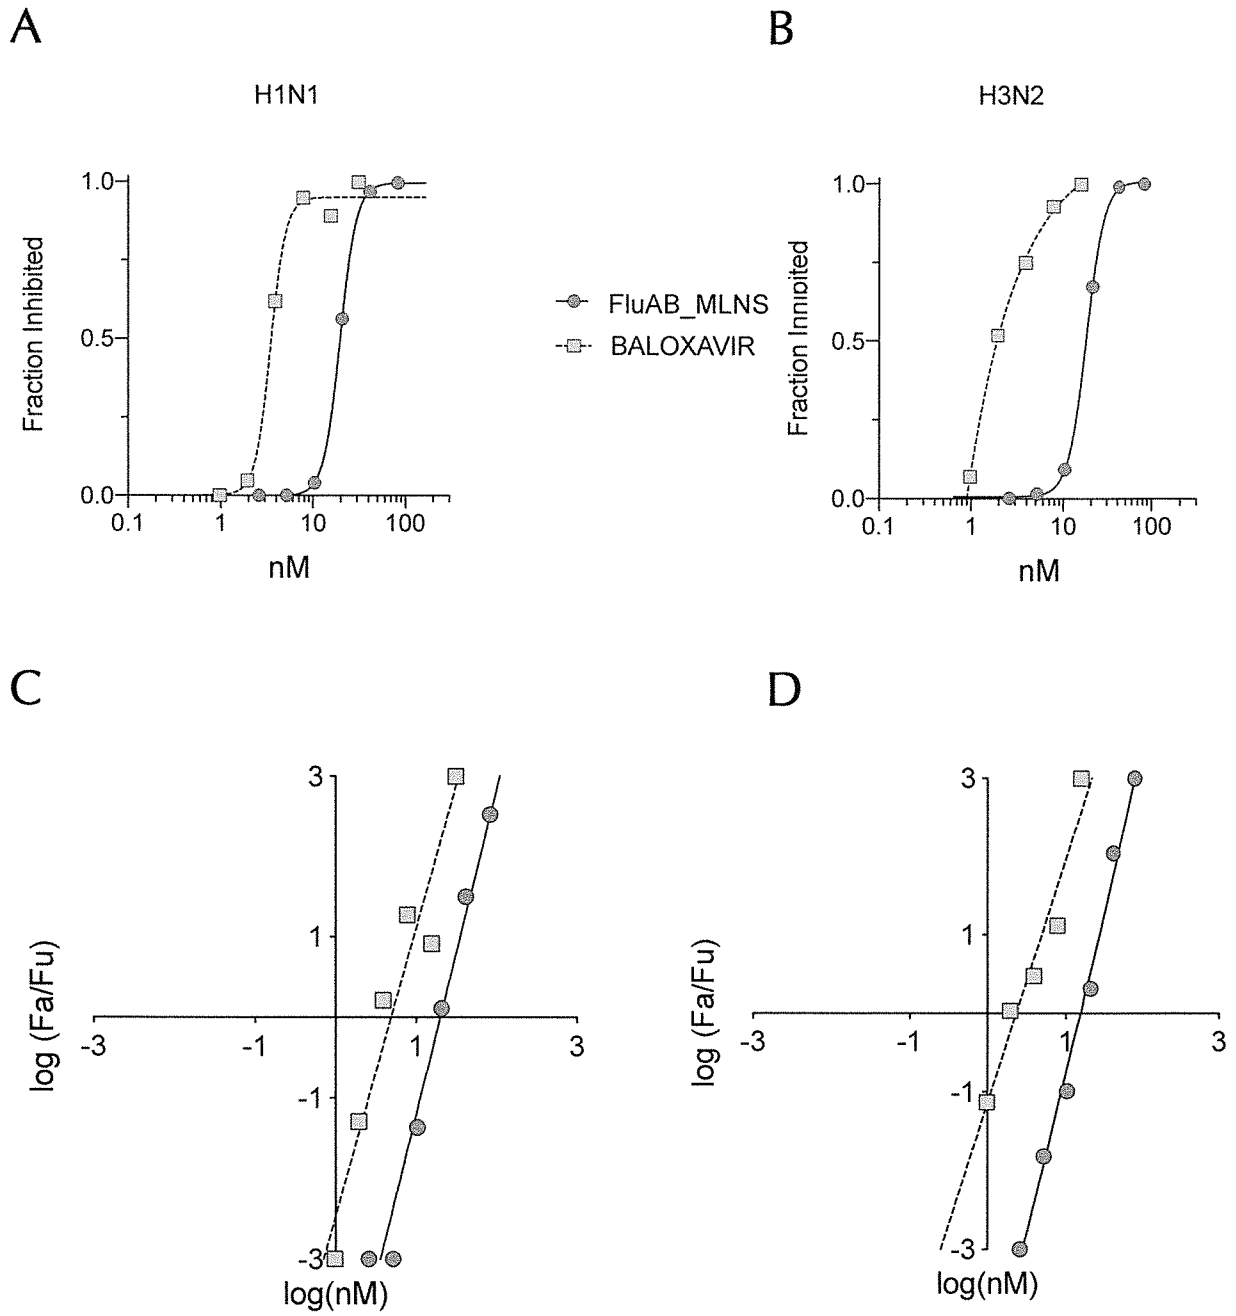 A
B
H1N1
H3N2
1.0
0.5
0.0
0.1
1
10
100
Fraction Inhibited
nM
FluAB_MLNS
BALOXAVIR
1.0
0.5
0.0
0.1
1
10
100
Fraction Inhibited
nM
C
D
3
1
-1
-3
-3
-1
1
3
log (Fa/Fu)
log(nM)
3
1
-1
-3
-3
-1
1
3
log (Fa/Fu)
log(nM)